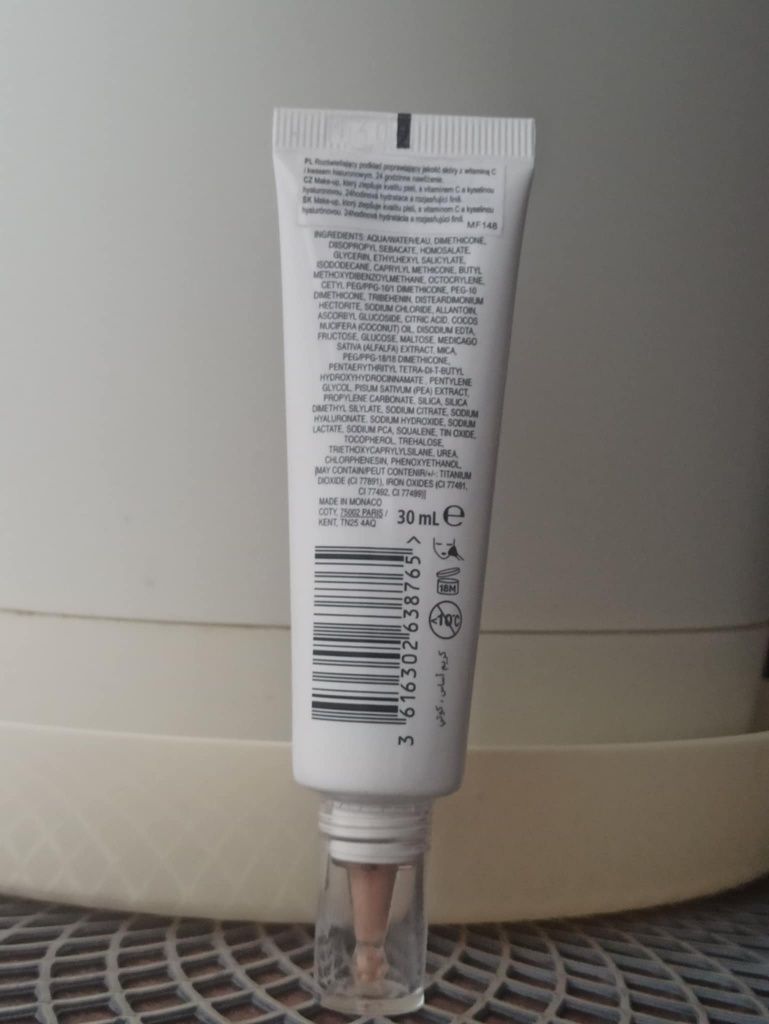 PL Rozświetlający podkład poprawiający jakość skóry z witaminą C
i kwasem hialuronowym. 24 godzinne nawilżenie.
CZ Make-up, který zlepšuje kvalitu pleti, s vitaminem C a kyselinou
hyaluronovou. 24hodinová hydratace a rozjasňující finiš.
SK Make-up, ktorý zlepšuje kvalitu pleti, s vitamínom C a kyselinou
hyalurónovou. 24hodinová hydratácia a rozjasňujúci finiš.
MF148
INGREDIENTS: AQUA/WATER/EAU, DIMETHICONE,
DIISOPROPYL SEBACATE, HOMOSALATE,
GLYCERIN, ETHYLHEXYL SALICYLATE,
ISODODECANE, CAPRYLYL METHICONE, BUTYL
METHOXYDIBENZOYLMETHANE, OCTOCRYLENE,
CETYL PEG/PPG-10/1 DIMETHICONE, PEG-10
DIMETHICONE, TRIBEHENIN, DISTEARDIMONIUM
HECTORITE, SODIUM CHLORIDE, ALLANTOIN,
ASCORBYL GLUCOSIDE, CITRIC ACID, COCOS
NUCIFERA (COCONUT) OIL, DISODIUM EDTA,
FRUCTOSE, GLUCOSE, MALTOSE, MEDICAGO
SATIVA (ALFALFA) EXTRACT, MICA,
PEG/PPG-18/18 DIMETHICONE,
PENTAERYTHRITYL TETRA-DI-T-BUTYL
HYDROXYHYDROCINNAMATE, PENTYLENE
GLYCOL, PISUM SATIVUM (PEA) EXTRACT,
PROPYLENE CARBONATE, SILICA, SILICA
DIMETHYL SILYLATE, SODIUM CITRATE, SODIUM
HYALURONATE, SODIUM HYDROXIDE, SODIUM
LACTATE, SODIUM PCA, SQUALENE, TIN OXIDE,
TOCOPHEROL, TREHALOSE,
TRIETHOXYCAPRYLYLSILANE, UREA,
CHLORPHENESIN, PHENOXYETHANOL,
[MAY CONTAIN/PEUT CONTENIR/+/-: TITANIUM
DIOXIDE (CI 77891), IRON OXIDES (CI 77491,
CI 77492, CI 77499)]
MADE IN MONACO
COTY, 75002 PARIS /
KENT, TN25 4AQ
30 mL e
18M
<10°C
3 616302 638765 >
كريم أساس ، كوتي